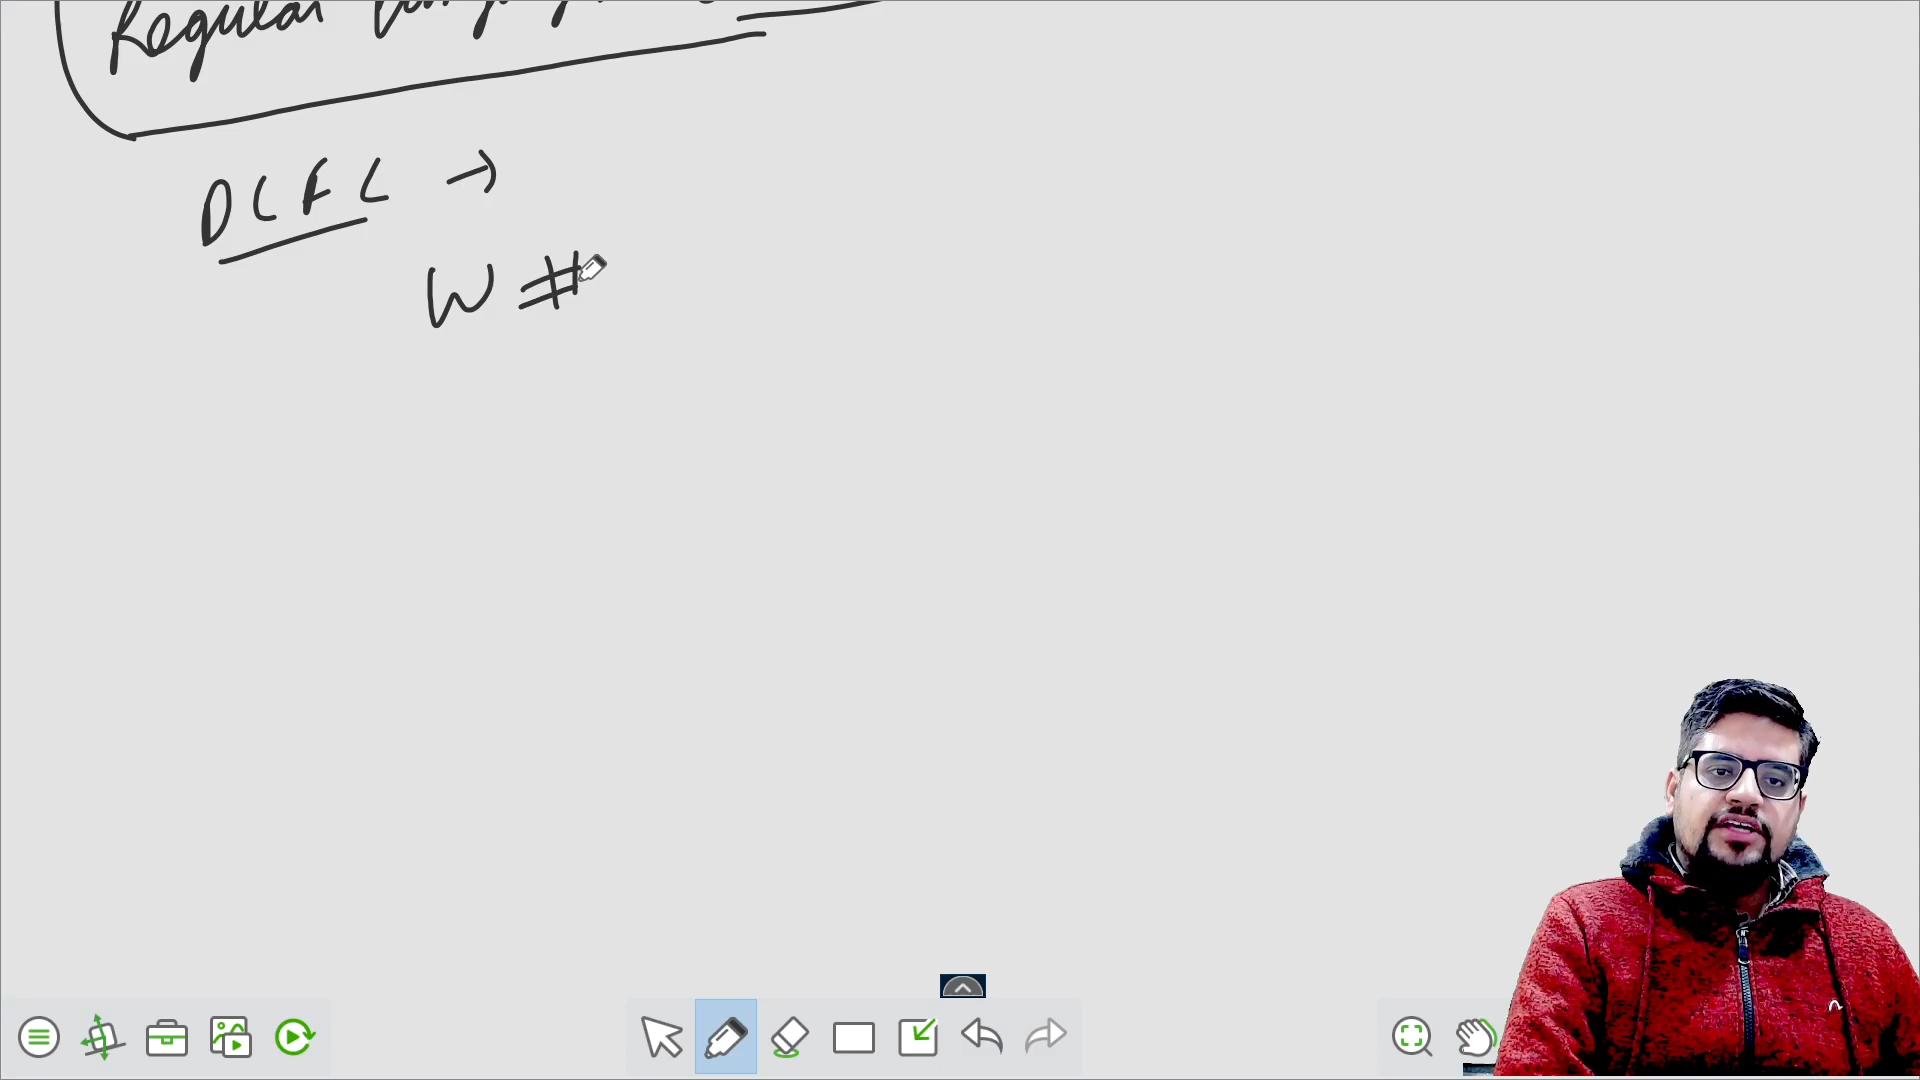 Regular
DCFL →
W #